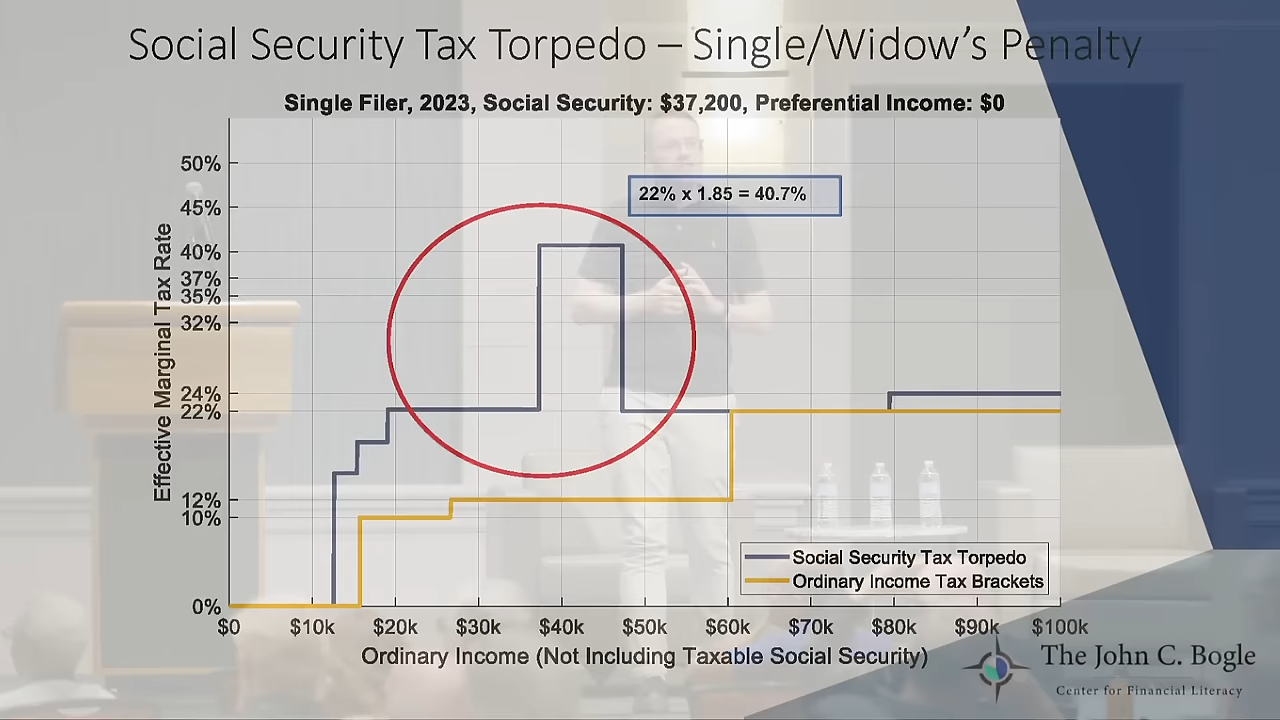 Social Security Tax Torpedo – Single/Widow's Penalty
Single Filer, 2023, Social Security: $37,200, Preferential Income: $0
50%
22% x 1.85 = 40.7%
45%
40%
37%
35%
32%
24%
22%
12%
10%
0%
Effective Marginal Tax Rate
Social Security Tax Torpedo
Ordinary Income Tax Brackets
$0 $10k $20k $30k $40k $50k $60k $70k $80k $90k $100k
Ordinary Income (Not Including Taxable Social Security)
The John C. Bogle
Center for Financial Literacy